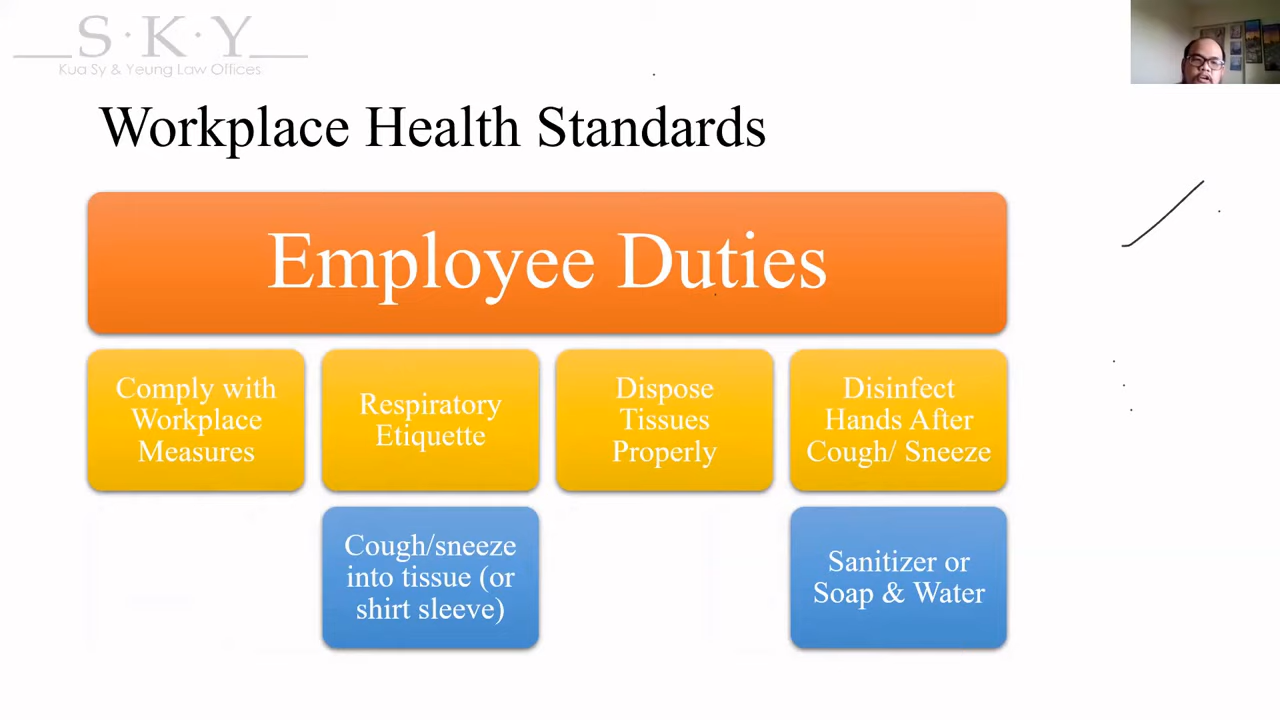 S·K·Y
Kua Sy & Yeung Law Offices
Workplace Health Standards
Employee Duties
Comply with
Workplace
Measures
Respiratory
Etiquette
Dispose
Tissues
Properly
Disinfect
Hands After
Cough/ Sneeze
Cough/sneeze
into tissue (or
shirt sleeve)
Sanitizer or
Soap & Water